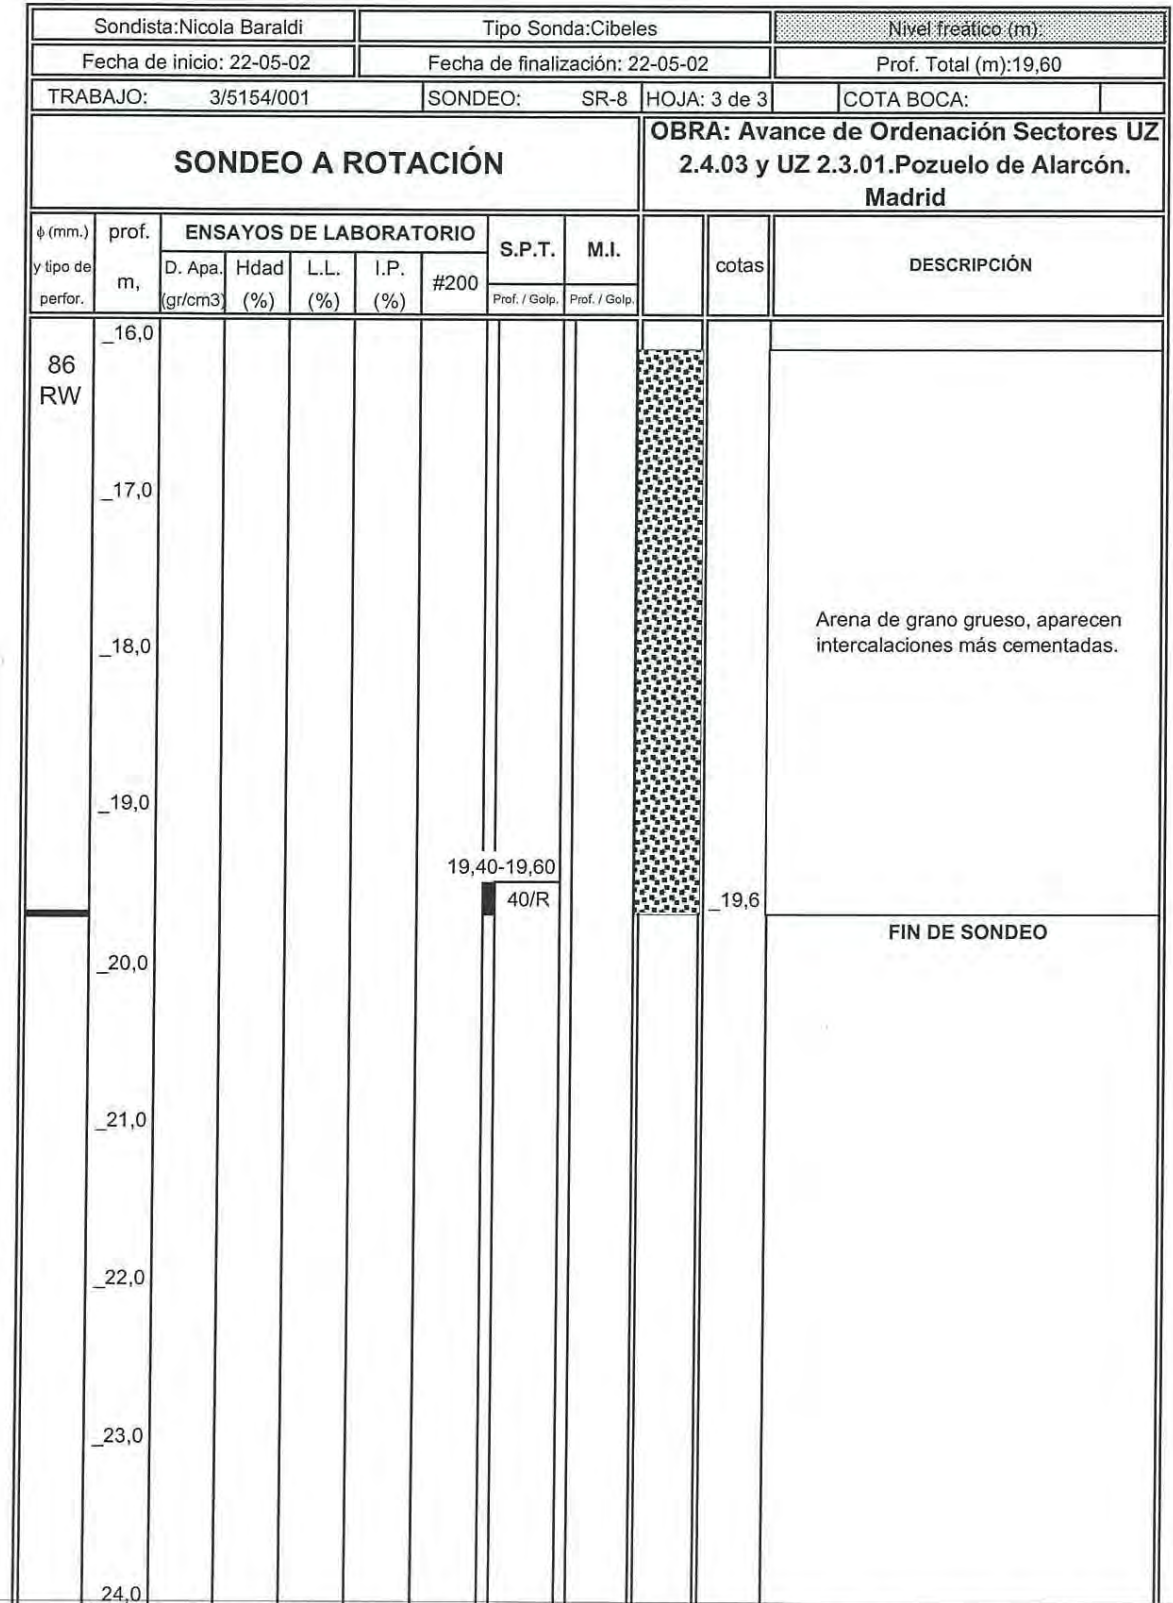 Sondista:Nicola Baraldi
Tipo Sonda:Cibeles
Nivel freático (m):
Fecha de inicio: 22-05-02
Fecha de finalización: 22-05-02
Prof. Total (m):19,60
TRABAJO: 3/5154/001
SONDEO: SR-8
HOJA: 3 de 3
COTA BOCA:
SONDEO A ROTACIÓN
OBRA: Avance de Ordenación Sectores UZ
2.4.03 y UZ 2.3.01.Pozuelo de Alarcón.
Madrid
ϕ (mm.)
y tipo de
perfor.
prof.
m,
ENSAYOS DE LABORATORIO
D. Apa.
(gr/cm3)
Hdad
(%)
L.L.
(%)
I.P.
(%)
#200
S.P.T.
Prof. / Golp.
M.I.
Prof. / Golp.
cotas
DESCRIPCIÓN
_16,0
86
RW
_17,0
Arena de grano grueso, aparecen
intercalaciones más cementadas.
_18,0
_19,0
19,40-19,60
40/R
_19,6
FIN DE SONDEO
_20,0
_21,0
_22,0
_23,0
24,0